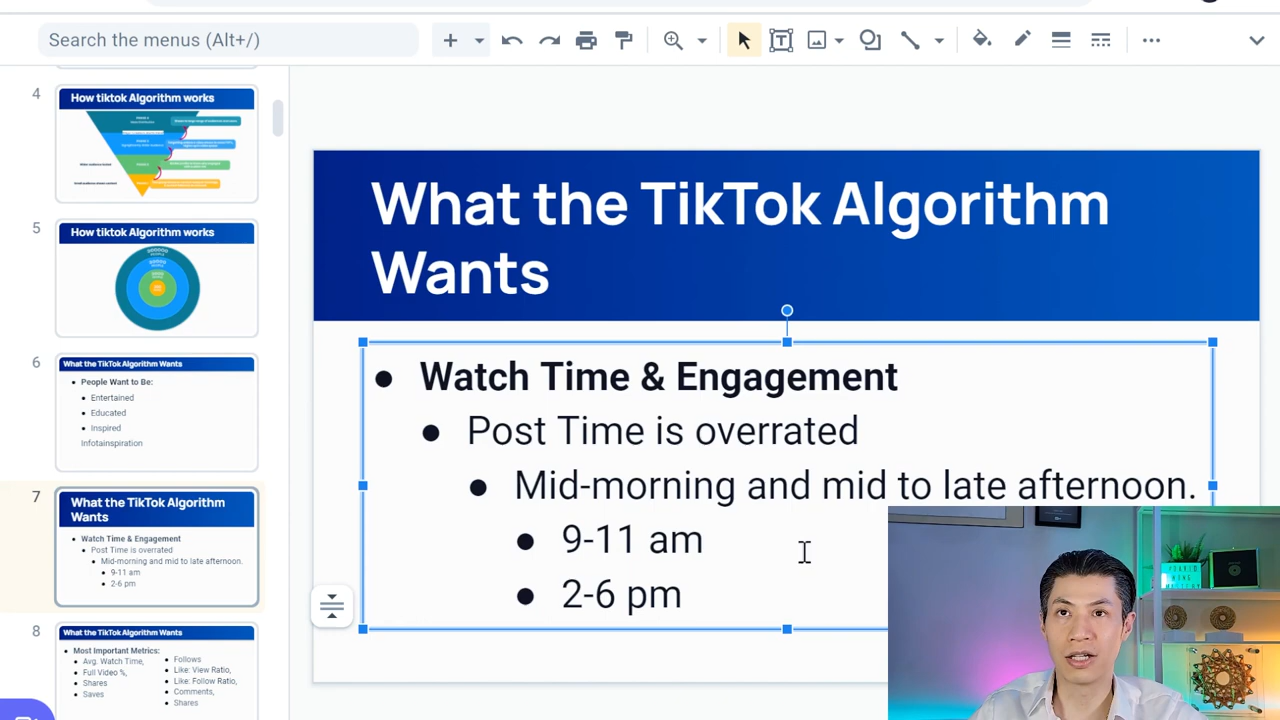 Search the menus (Alt+/)
4
How tiktok Algorithm works
5
How tiktok Algorithm works
6
What the TikTok Algorithm Wants
People Want to Be:
Entertained
Educated
Inspired
Infotainspiration
7
What the TikTok Algorithm
Wants
Watch Time & Engagement
Post Time is overrated
Mid-morning and mid to late afternoon.
9-11 am
2-6 pm
8
What the TikTok Algorithm Wants
Most Important Metrics:
Avg. Watch Time,
Full Video %,
Shares
Saves
Follows
Like: View Ratio,
Like: Follow Ratio,
Comments,
Shares
What the TikTok Algorithm
Wants
● Watch Time & Engagement
● Post Time is overrated
● Mid-morning and mid to late afternoon.
● 9-11 am
● 2-6 pm